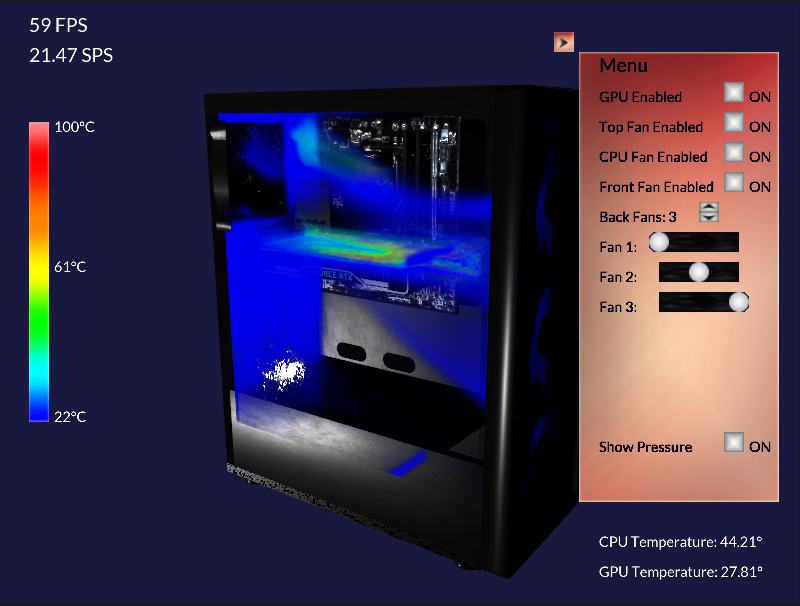 59 FPS
21.47 SPS
100°C
61°C
22°C
Menu
GPU Enabled ON
Top Fan Enabled ON
CPU Fan Enabled ON
Front Fan Enabled ON
Back Fans: 3
Fan 1:
Fan 2:
Fan 3:
Show Pressure ON
CPU Temperature: 44.21°
GPU Temperature: 27.81°
RTX